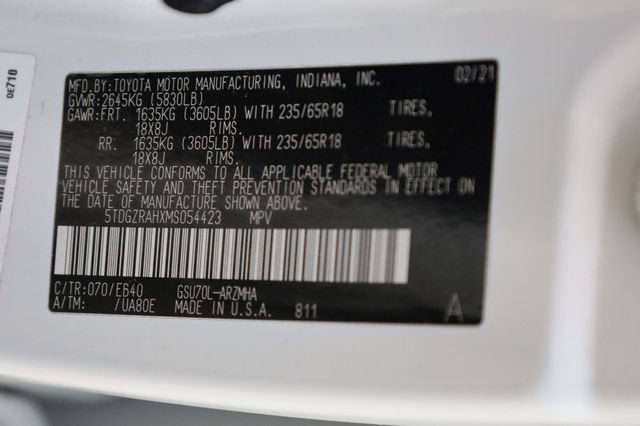 MFD.BY:TOYOTA MOTOR MANUFACTURING, INDIANA, INC. 02/21
GVWR:2645KG (5830LB)
GAWR:FRT. 1635KG (3605LB) WITH 235/65R18 TIRES,
18X8J RIMS.
RR. 1635KG (3605LB) WITH 235/65R18 TIRES,
18X8J RIMS.
THIS VEHICLE CONFORMS TO ALL APPLICABLE FEDERAL MOTOR
VEHICLE SAFETY AND THEFT PREVENTION STANDARDS IN EFFECT ON
THE DATE OF MANUFACTURE SHOWN ABOVE.
5TDGZRAHXMS054423 MPV
C/TR:070/E640 GSU70L-ARZMHA
A/TM: /UA80E MADE IN U.S.A. 811 A
0E710